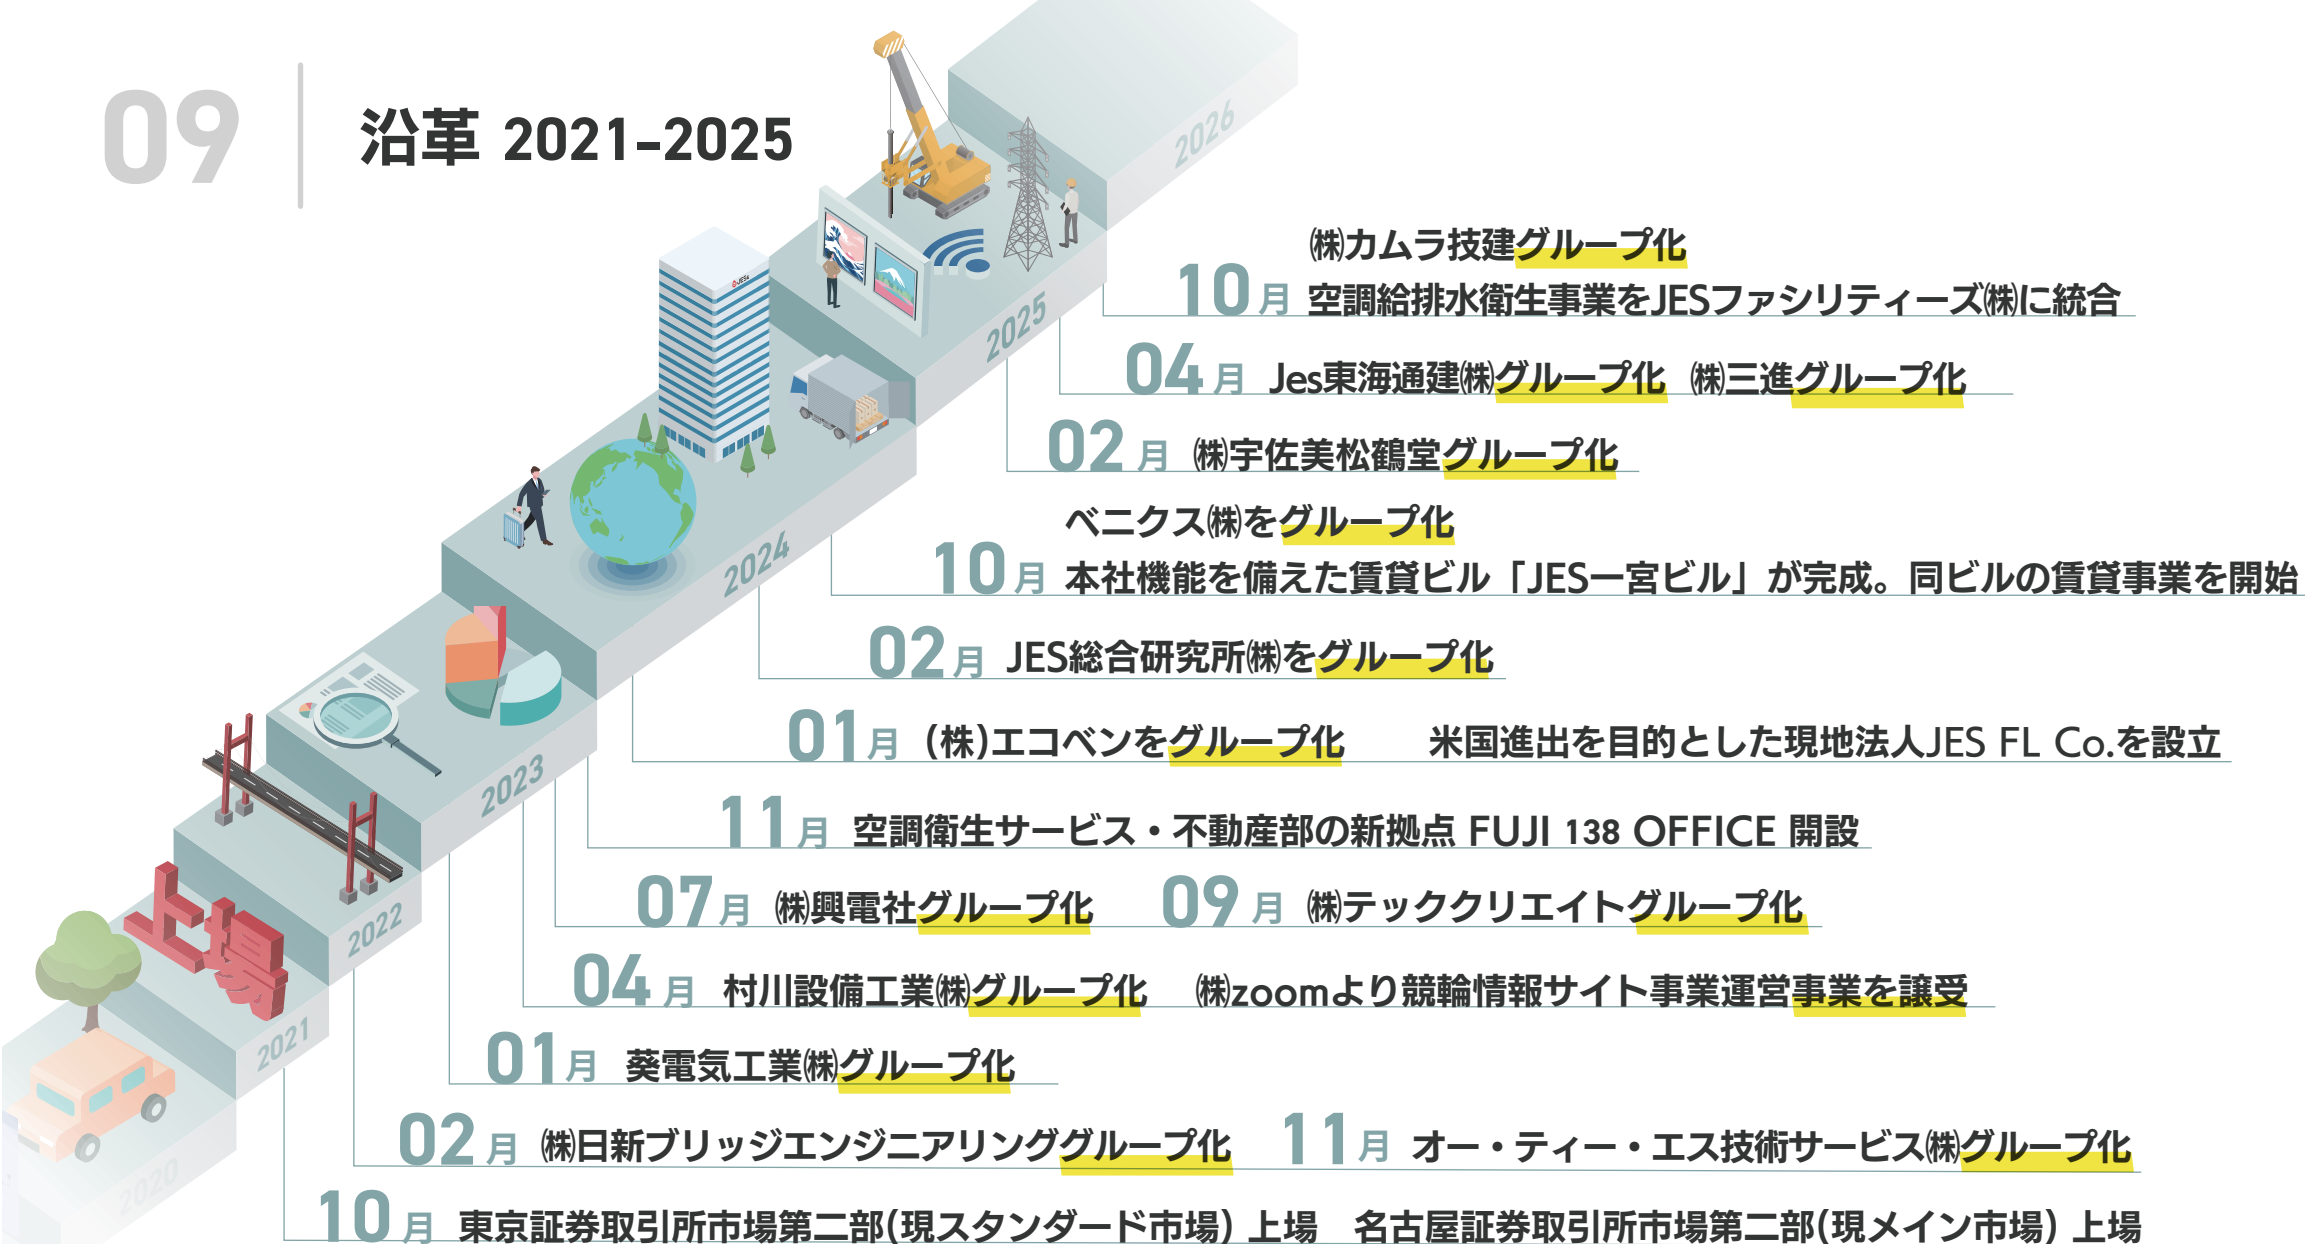 09
沿革 2021-2025
2026
㈱カムラ技建グループ化
10月 空調給排水衛生事業をJESファシリティーズ㈱に統合
2025
04月 Jes東海通建㈱グループ化 ㈱三進グループ化
02月 ㈱宇佐美松鶴堂グループ化
JESs
ベニクス㈱をグループ化
10月 本社機能を備えた賃貸ビル「JES一宮ビル」が完成。同ビルの賃貸事業を開始
2024
02月 JES総合研究所㈱をグループ化
01月 (株)エコベンをグループ化 米国進出を目的とした現地法人JES FL Co.を設立
2023
11月 空調衛生サービス・不動産部の新拠点 FUJI 138 OFFICE 開設
07月 ㈱興電社グループ化 09月 ㈱テッククリエイトグループ化
2022
04月 村川設備工業㈱グループ化 ㈱zoomより競輪情報サイト事業運営事業を譲受
上場
2021
01月 葵電気工業㈱グループ化
02月 ㈱日新ブリッジエンジニアリンググループ化 11月 オー・ティー・エス技術サービス㈱グループ化
2020
10月 東京証券取引所市場第二部(現スタンダード市場) 上場 名古屋証券取引所市場第二部(現メイン市場) 上場